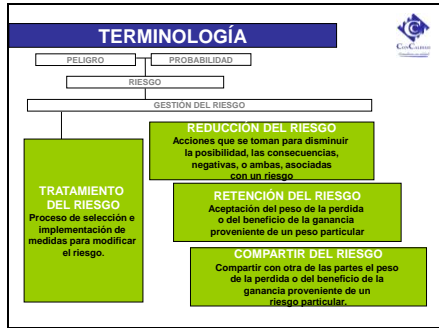 TERMINOLOGÍA
PELIGRO
PROBABILIDAD
RIESGO
GESTIÓN DEL RIESGO
TRATAMIENTO
DEL RIESGO
Proceso de selección e
implementación de
medidas para modificar
el riesgo.
REDUCCIÓN DEL RIESGO
Acciones que se toman para disminuir
la posibilidad, las consecuencias,
negativas, o ambas, asociadas
con un riesgo
RETENCIÓN DEL RIESGO
Aceptación del peso de la perdida
o del beneficio de la ganancia
proveniente de un peso particular
COMPARTIR DEL RIESGO
Compartir con otra de las partes el peso
de la perdida o del beneficio de la
ganancia proveniente de un
riesgo particular.